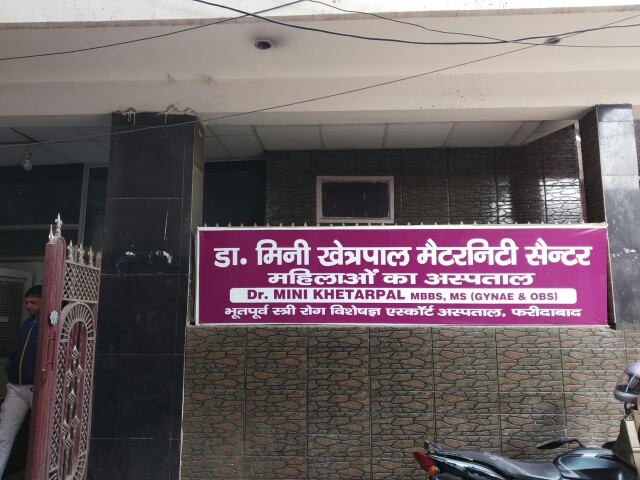 डा. मिनी खेत्रपाल मैटरनिटी सैन्टर
महिलाओं का अस्पताल
Dr. MINI KHETARPAL MBBS, MS (GYNAE & OBS)
भूतपूर्व स्त्री रोग विशेषज्ञ एस्कॉर्ट अस्पताल, फरीदाबाद